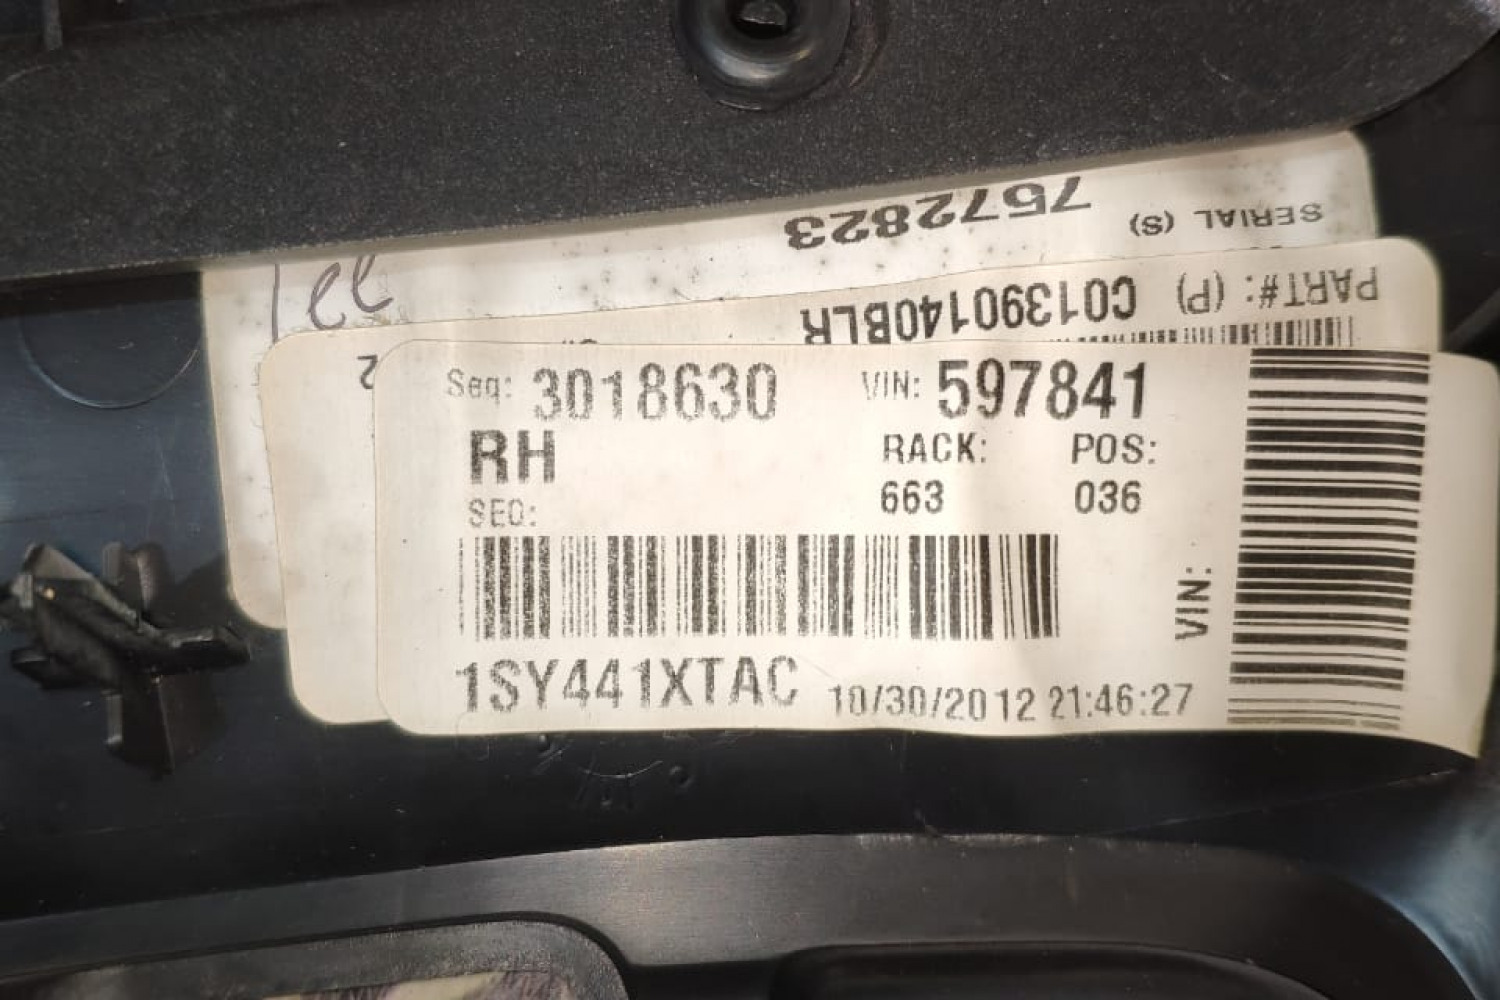 SERIAL (S) 7572823
PART#: (P) C01390140BLR
Seq: 3018630 VIN: 597841
RH RACK: POS:
663 036
SEQ:
VIN:
1SY441XTAC 10/30/2012 21:46:27